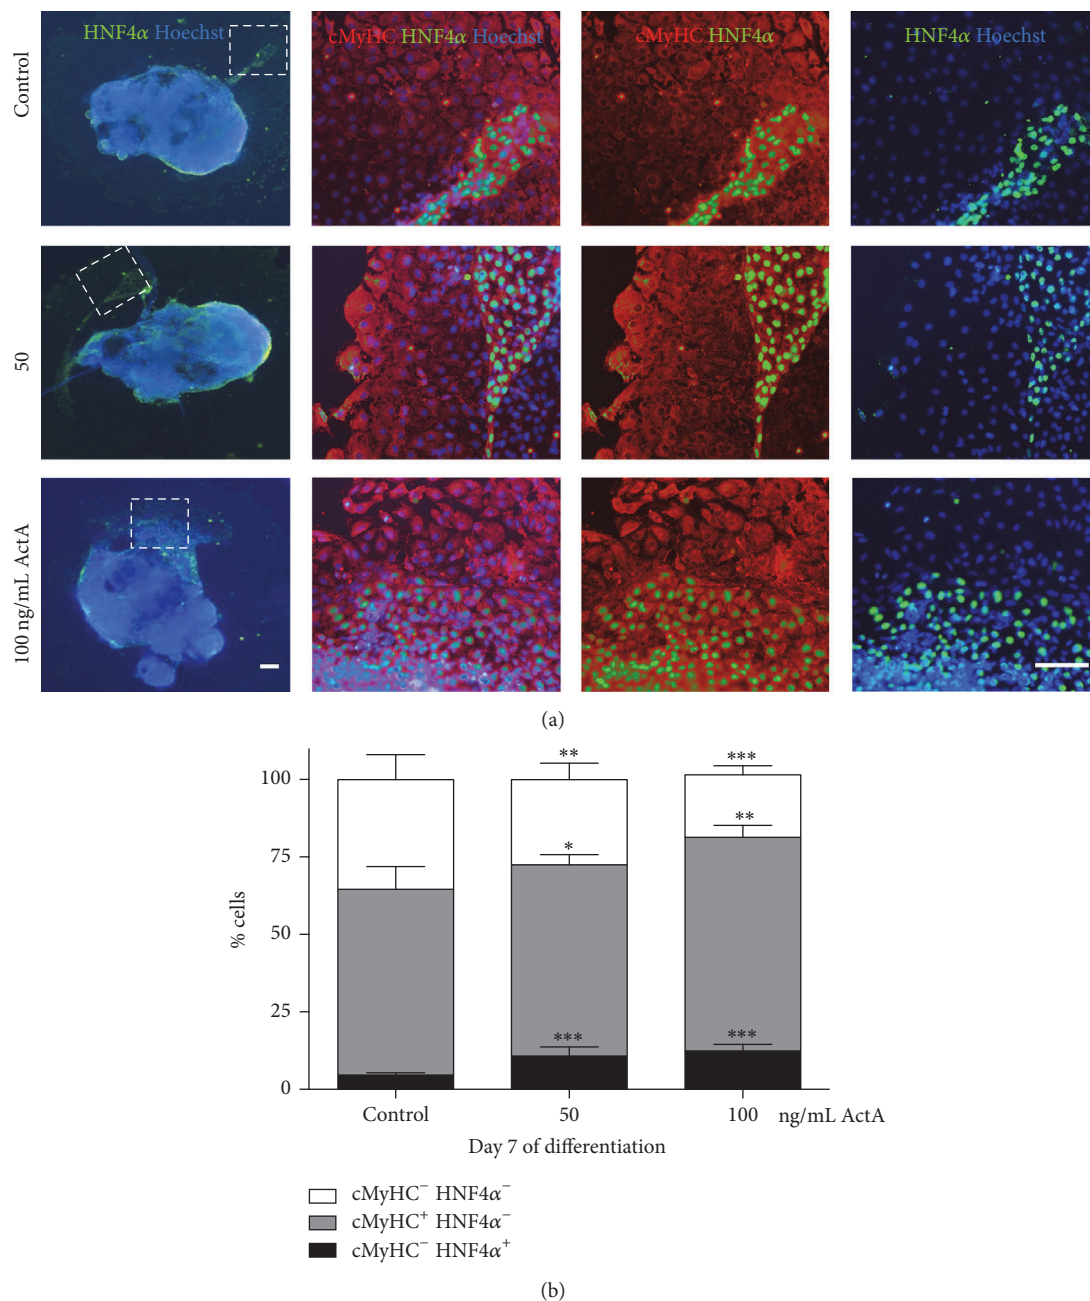 HNF4α Hoechst
cMyHC HNF4α Hoechst
cMyHC HNF4α
HNF4α Hoechst
Control
50
100 ng/mL ActA
(a)
100
75
50
25
0
% cells
**
*
***
***
**
***
Control
50
100
ng/mL ActA
Day 7 of differentiation
cMyHC⁻ HNF4α⁻
cMyHC⁺ HNF4α⁻
cMyHC⁻ HNF4α⁺
(b)